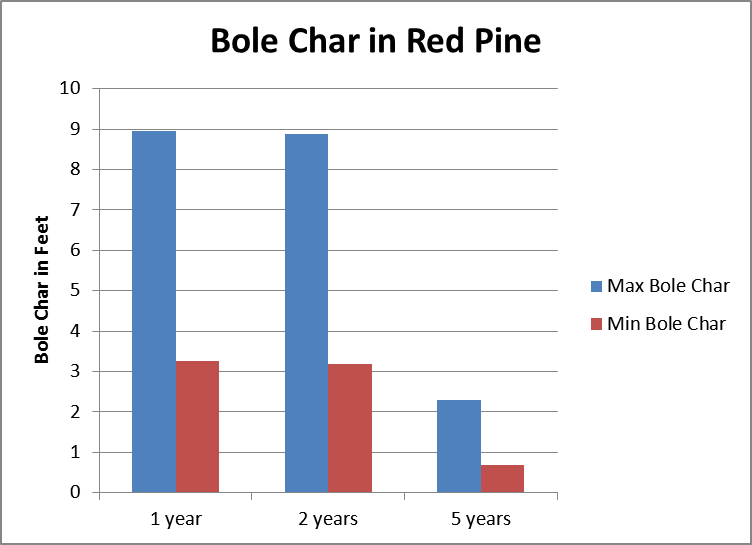 Bole Char in Red Pine
Bole Char in Feet
10
9
8
7
6
5
4
3
2
1
0
1 year
2 years
5 years
Max Bole Char
Min Bole Char